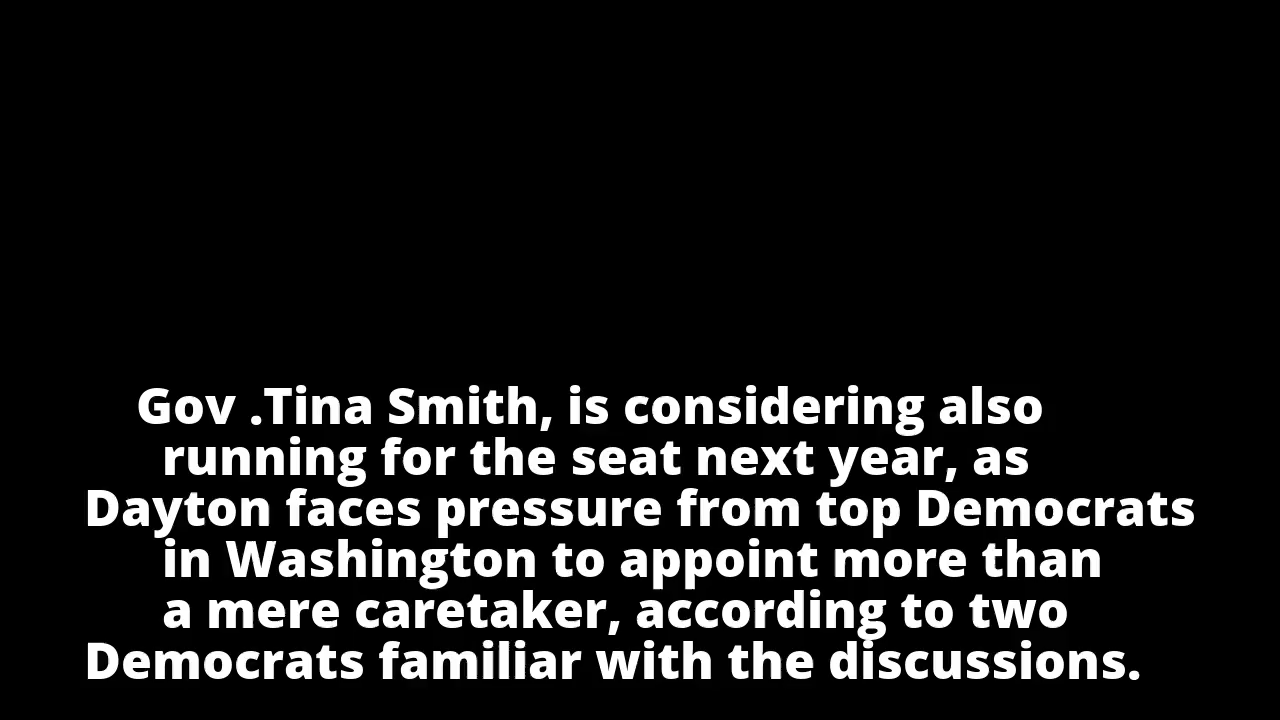 Gov .Tina Smith, is considering also
running for the seat next year, as
Dayton faces pressure from top Democrats
in Washington to appoint more than
a mere caretaker, according to two
Democrats familiar with the discussions.